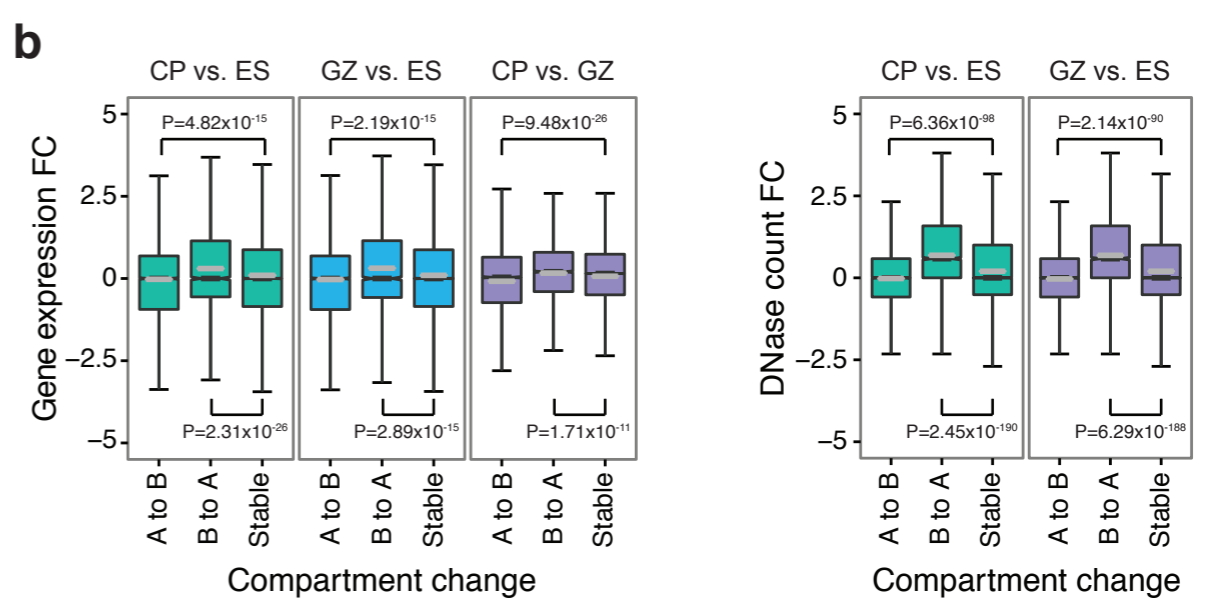 b
CP vs. ES
GZ vs. ES
CP vs. GZ
Gene expression FC
5
2.5
0
−2.5
−5
P=4.82x10-15
P=2.19x10-15
P=9.48x10-26
P=2.31x10-26
P=2.89x10-15
P=1.71x10-11
A to B
B to A
Stable
A to B
B to A
Stable
A to B
B to A
Stable
Compartment change
CP vs. ES
GZ vs. ES
DNase count FC
5
2.5
0
−2.5
−5
P=6.36x10-98
P=2.14x10-90
P=2.45x10-190
P=6.29x10-188
A to B
B to A
Stable
A to B
B to A
Stable
Compartment change